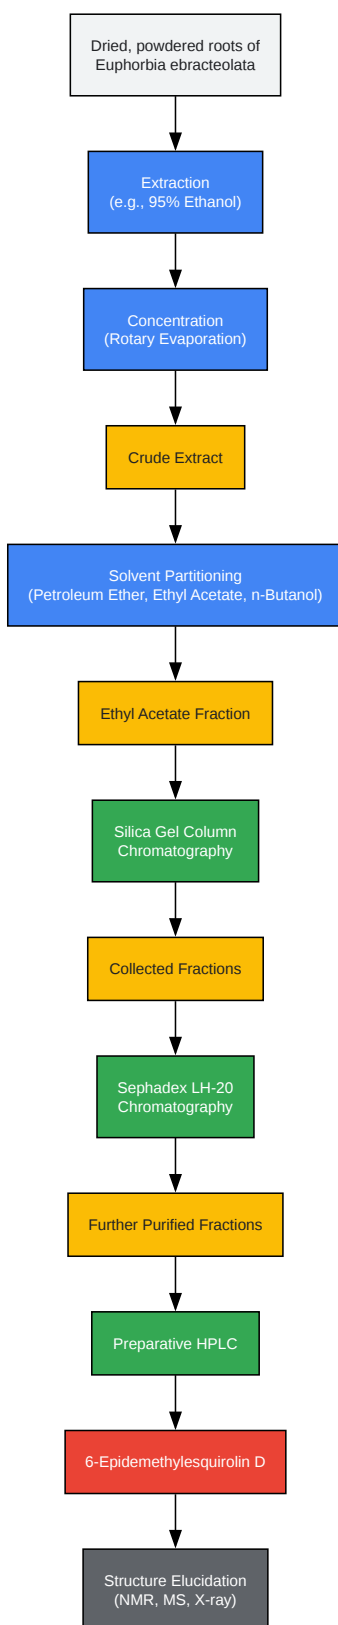 Dried, powdered roots of
Euphorbia ebracteolata
Extraction
(e.g., 95% Ethanol)
Concentration
(Rotary Evaporation)
Crude Extract
Solvent Partitioning
(Petroleum Ether, Ethyl Acetate, n-Butanol)
Ethyl Acetate Fraction
Silica Gel Column
Chromatography
Collected Fractions
Sephadex LH-20
Chromatography
Further Purified Fractions
Preparative HPLC
6-Epidemethylesquirolin D
Structure Elucidation
(NMR, MS, X-ray)